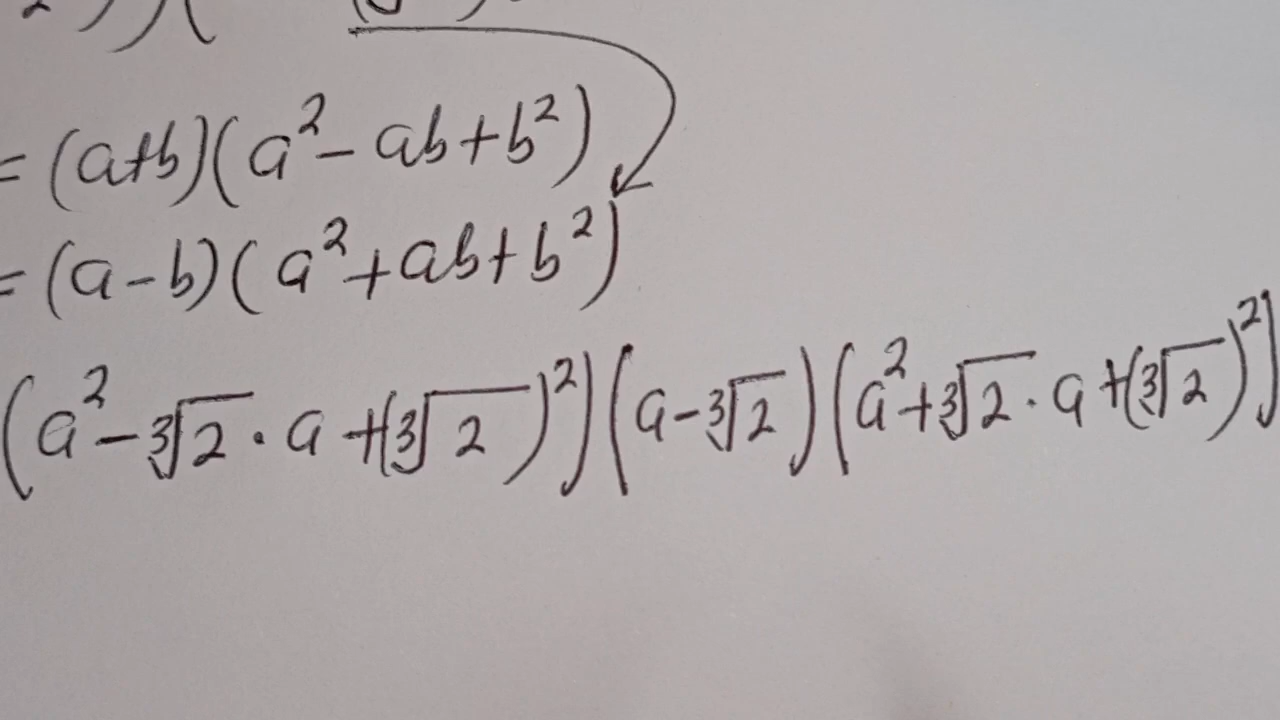 = (a+b)(a² - ab + b²)
= (a - b)(a² + ab + b²)
(a² - ∛2 · a + (∛2)²)(a - ∛2)(a² + ∛2 · a + (∛2)²)